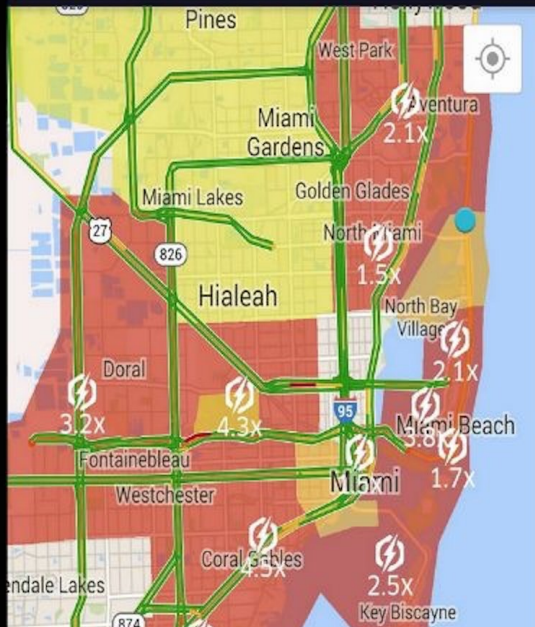 Pines
West Park
Aventura
2.1x
Miami
Gardens
Miami Lakes
Golden Glades
27
North Miami
826
1.5x
Hialeah
North Bay
Village
2.1x
Doral
3.2x
4.3x
95
Miami Beach
3.8x
Fontainebleau
1.7x
Miami
Westchester
Coral Gables
4.5x
2.5x
endale Lakes
Key Biscayne
874